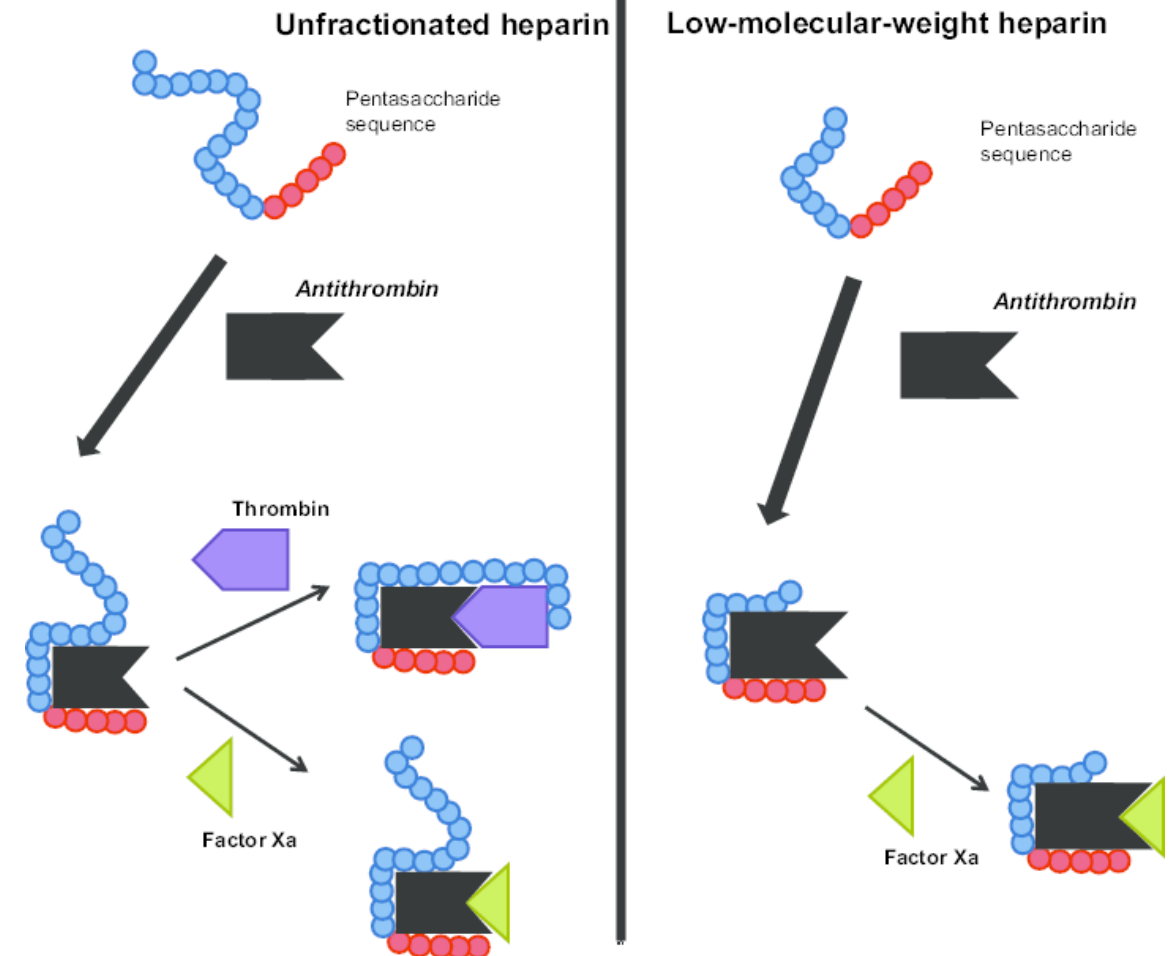 Unfractionated heparin
Pentasaccharide
sequence
Antithrombin
Thrombin
Factor Xa
Low-molecular-weight heparin
Pentasaccharide
sequence
Antithrombin
Factor Xa